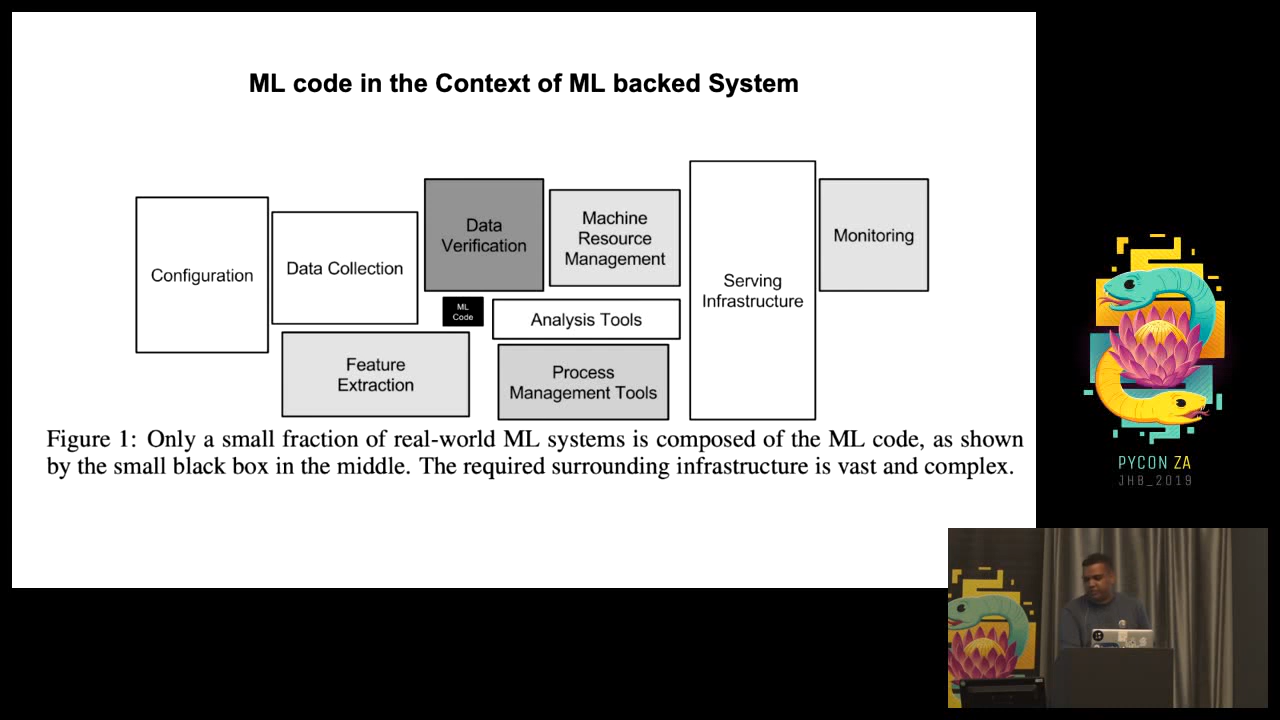 ML code in the Context of ML backed System
Configuration
Data Collection
Data
Verification
Machine
Resource
Management
ML
Code
Analysis Tools
Feature
Extraction
Process
Management Tools
Serving
Infrastructure
Monitoring
Figure 1: Only a small fraction of real-world ML systems is composed of the ML code, as shown
by the small black box in the middle. The required surrounding infrastructure is vast and complex.
PYCON ZA
JHB_2019